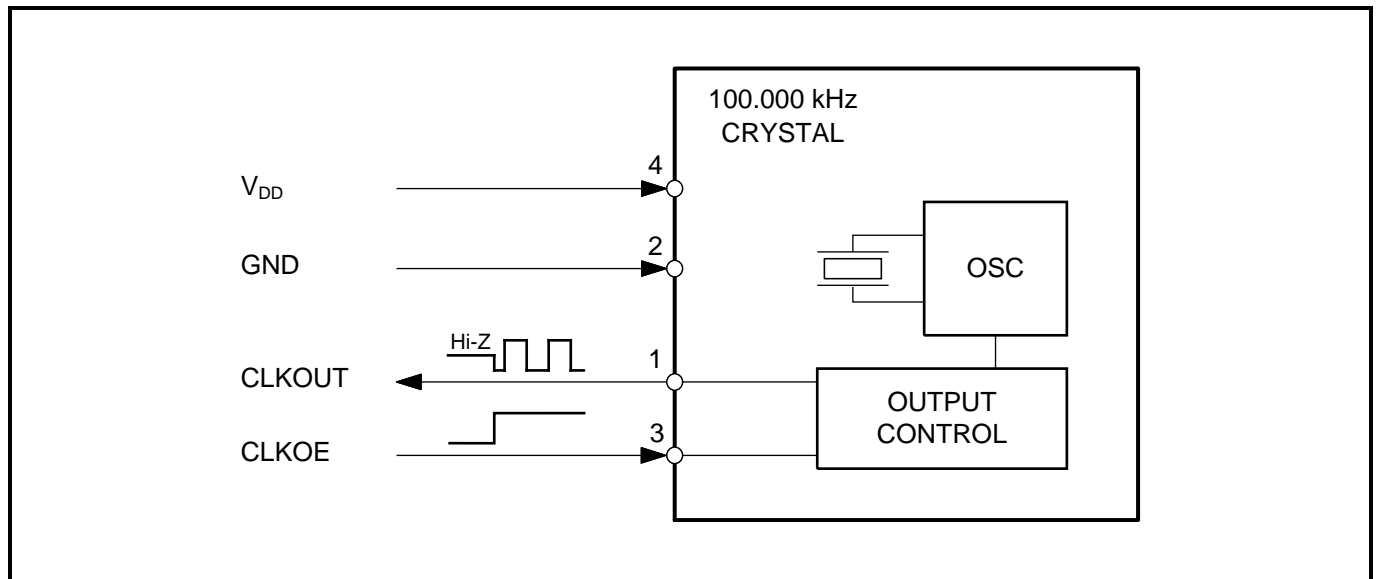 100.000 kHz
CRYSTAL
4
VDD
2
GND
OSC
Hi-Z
1
CLKOUT
OUTPUT
CONTROL
3
CLKOE